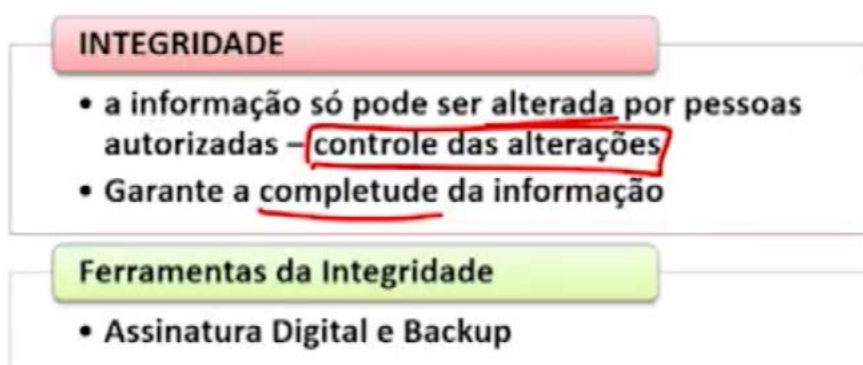 INTEGRIDADE
• a informação só pode ser alterada por pessoas
autorizadas – controle das alterações
• Garante a completude da informação
Ferramentas da Integridade
• Assinatura Digital e Backup